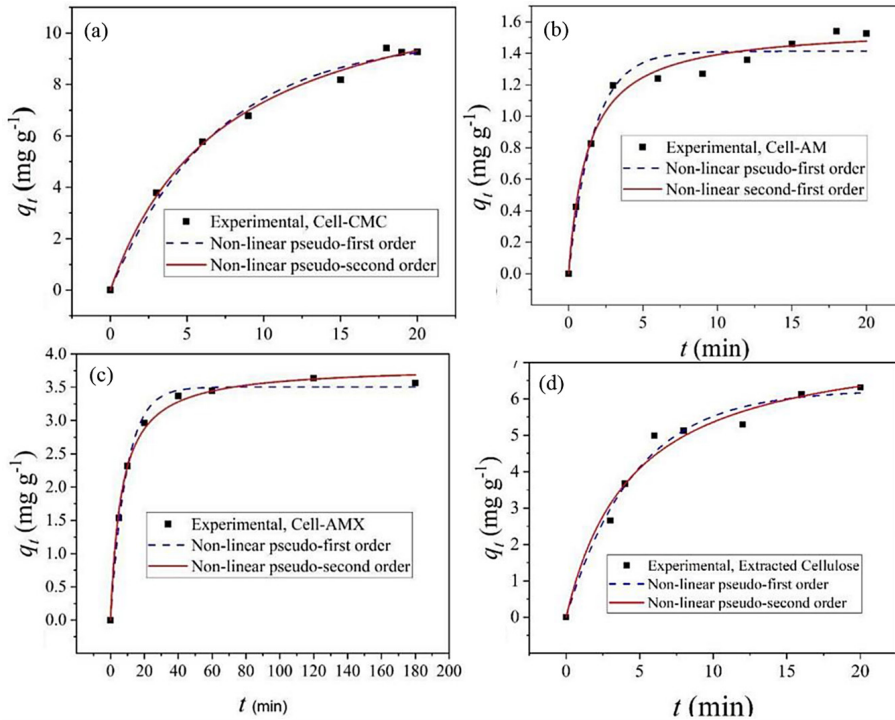 (a)
10
8
6
4
2
0
q_t (mg g⁻¹)
Experimental, Cell-CMC
Non-linear pseudo-first order
Non-linear pseudo-second order
0 5 10 15 20
t (min)
(b)
1.6
1.4
1.2
1.0
0.8
0.6
0.4
0.2
0.0
q_t (mg g⁻¹)
Experimental, Cell-AM
Non-linear pseudo-first order
Non-linear second-first order
0 5 10 15 20
t (min)
(c)
4.0
3.5
3.0
2.5
2.0
1.5
1.0
0.5
0.0
q_t (mg g⁻¹)
Experimental, Cell-AMX
Non-linear pseudo-first order
Non-linear pseudo-second order
0 20 40 60 80 100 120 140 160 180 200
t (min)
(d)
7
6
5
4
3
2
1
0
q_t (mg g⁻¹)
Experimental, Extracted Cellulose
Non-linear pseudo-first order
Non-linear pseudo-second order
0 5 10 15 20
t (min)